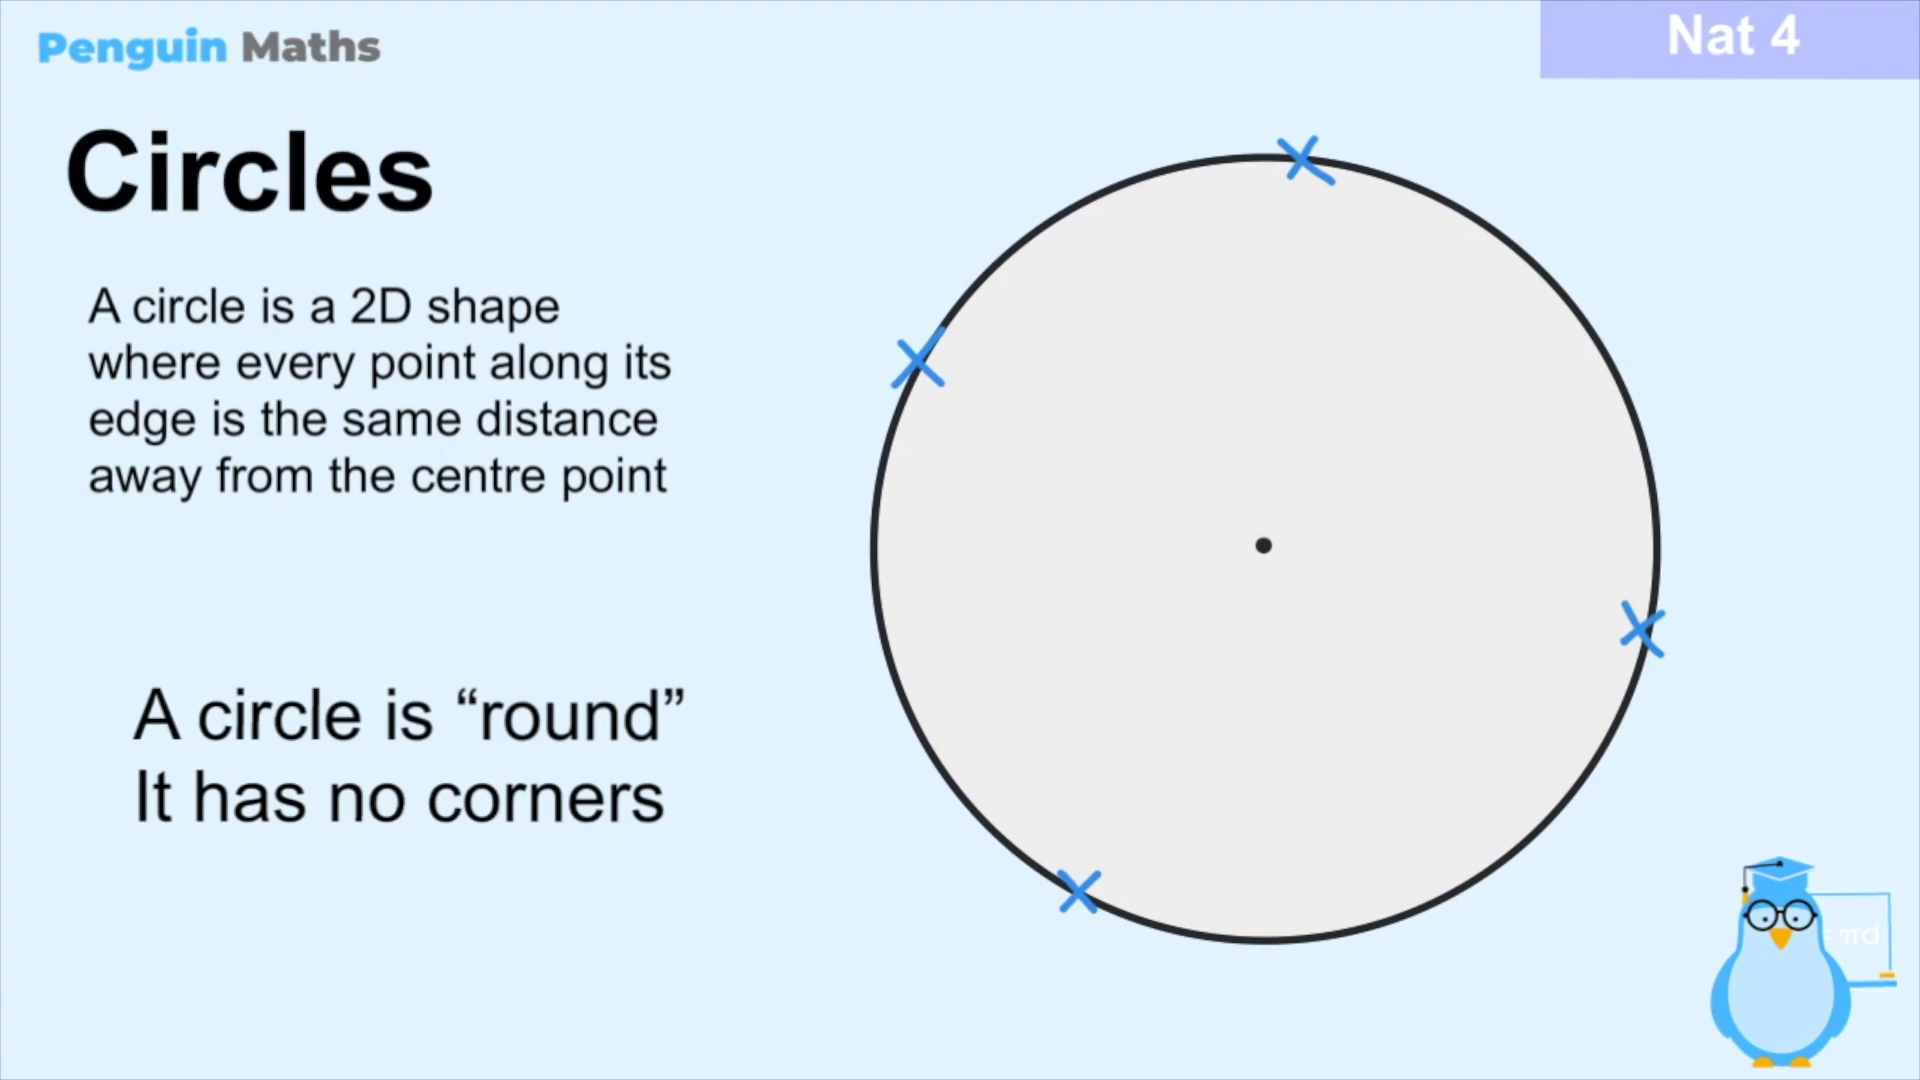 Penguin Maths
Nat 4
Circles
A circle is a 2D shape
where every point along its
edge is the same distance
away from the centre point
A circle is “round”
It has no corners
= πd